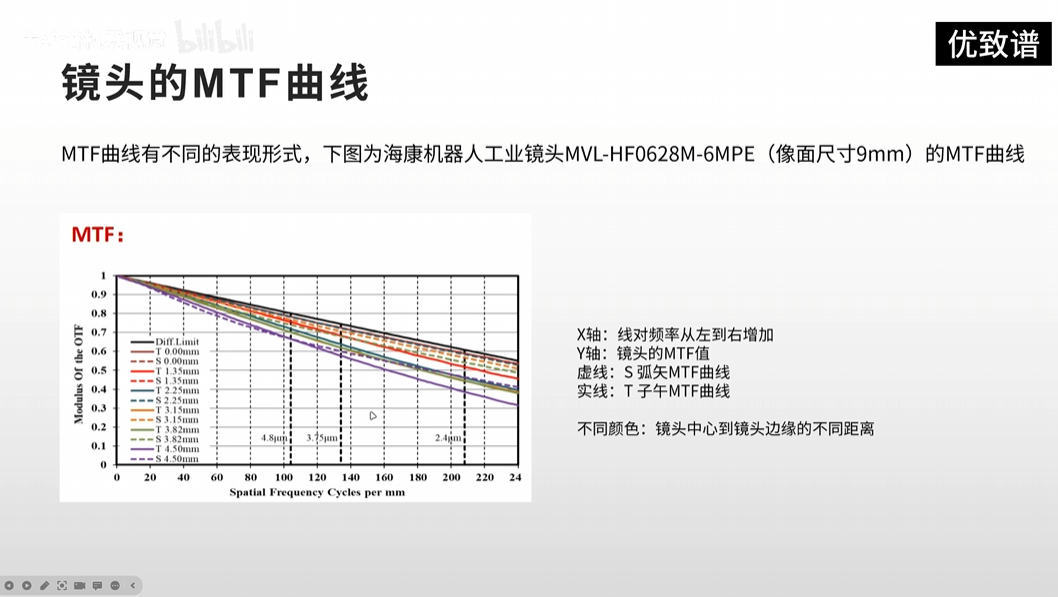 bilibili
优致谱
镜头的MTF曲线
MTF曲线有不同的表现形式，下图为海康机器人工业镜头MVL-HF0628M-6MPE（像面尺寸9mm）的MTF曲线
MTF：
1
0.9
0.8
0.7
0.6
0.5
0.4
0.3
0.2
0.1
0
Modulus Of the OTF
Diff.Limit
T 0.00mm
S 0.00mm
T 1.35mm
S 1.35mm
T 2.25mm
S 2.25mm
T 3.15mm
S 3.15mm
T 3.82mm
S 3.82mm
T 4.50mm
S 4.50mm
4.8μm 3.75μm 2.4μm
0 20 40 60 80 100 120 140 160 180 200 220 24
Spatial Frequency Cycles per mm
X轴：线对频率从左到右增加
Y轴：镜头的MTF值
虚线：S 弧矢MTF曲线
实线：T 子午MTF曲线
不同颜色：镜头中心到镜头边缘的不同距离